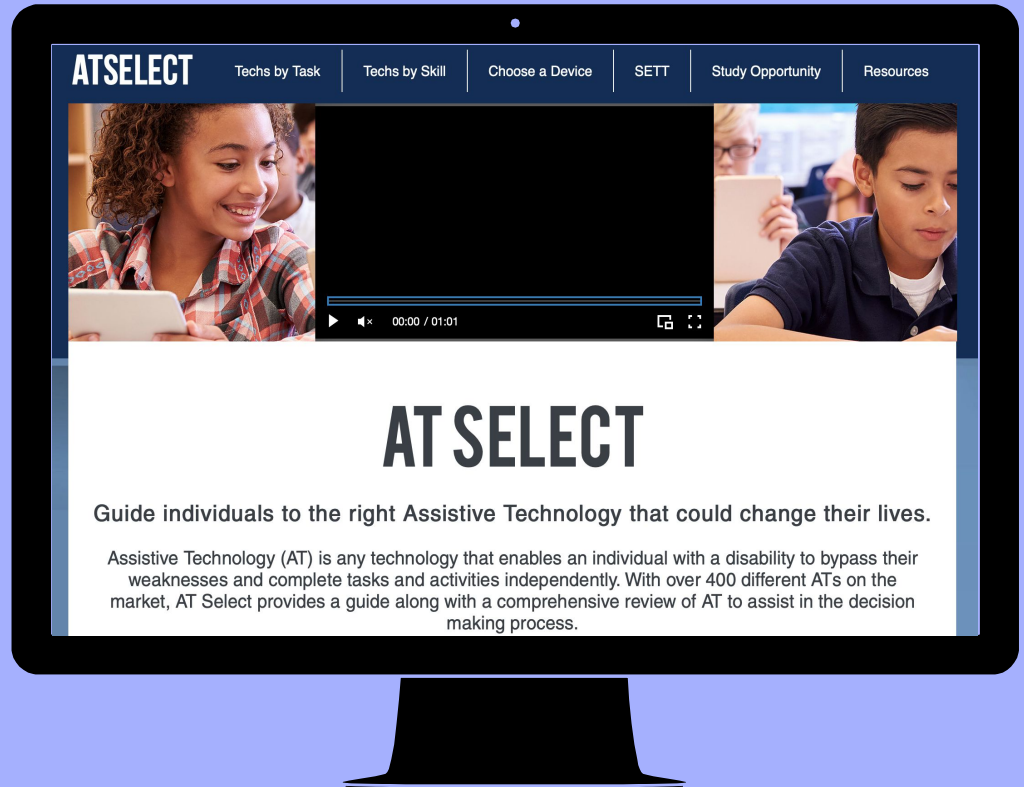 ATSELECT
Techs by Task
Techs by Skill
Choose a Device
SETT
Study Opportunity
Resources
00:00 / 01:01
AT SELECT
Guide individuals to the right Assistive Technology that could change their lives.
Assistive Technology (AT) is any technology that enables an individual with a disability to bypass their
weaknesses and complete tasks and activities independently. With over 400 different ATs on the
market, AT Select provides a guide along with a comprehensive review of AT to assist in the decision
making process.